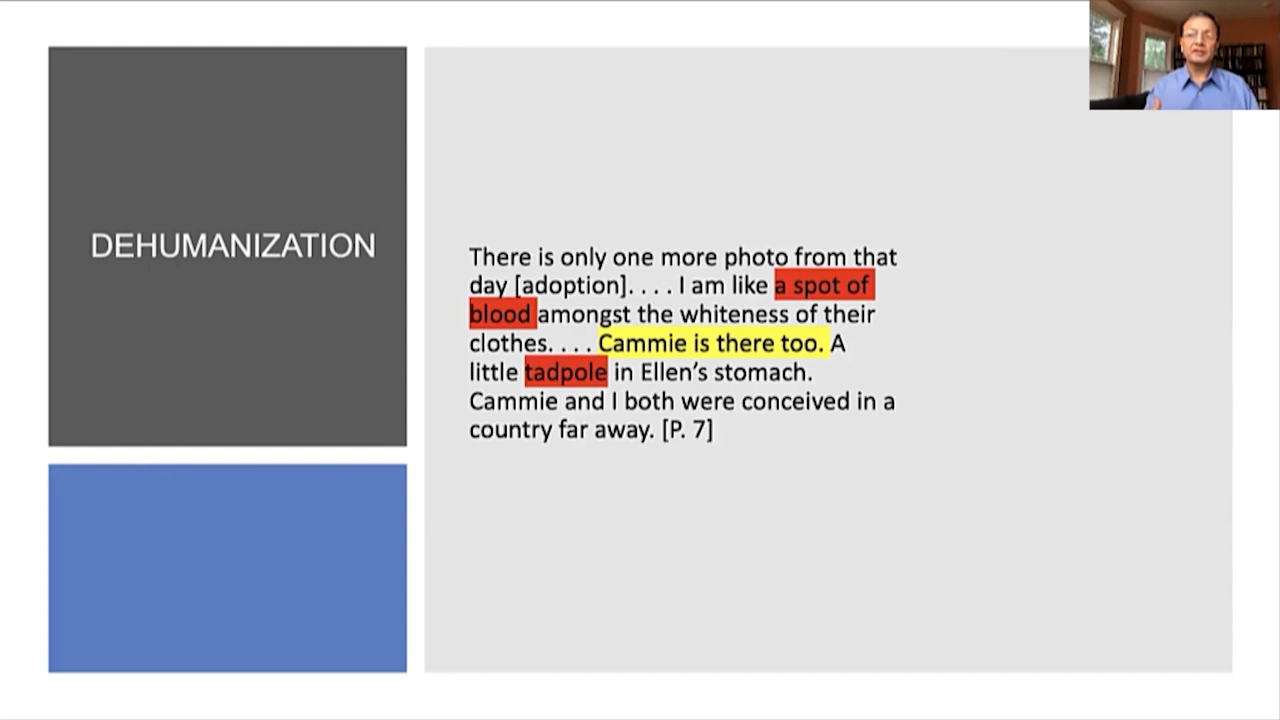 DEHUMANIZATION
There is only one more photo from that
day [adoption]. . . . I am like a spot of
blood amongst the whiteness of their
clothes. . . . Cammie is there too. A
little tadpole in Ellen’s stomach.
Cammie and I both were conceived in a
country far away. [P. 7]